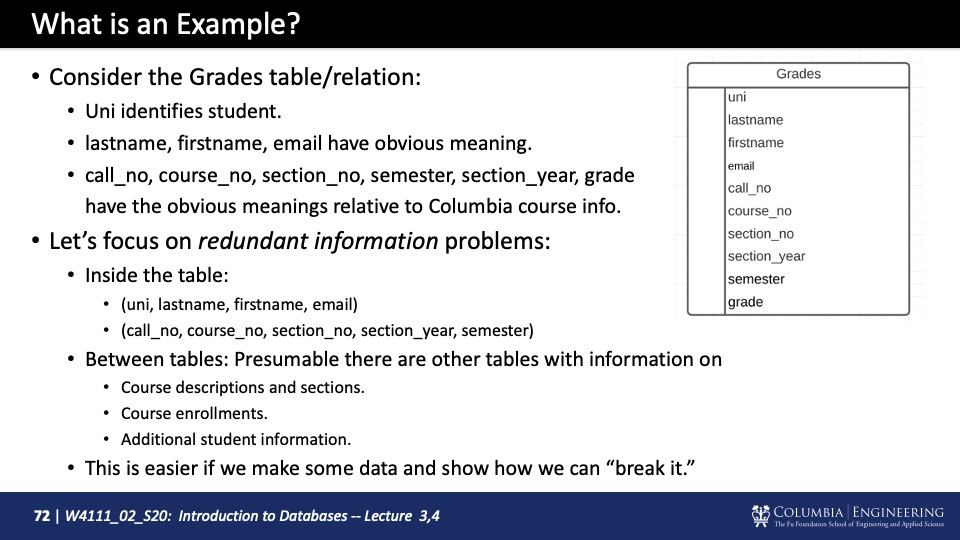 What is an Example?
• Consider the Grades table/relation:
• Uni identifies student.
• lastname, firstname, email have obvious meaning.
• call_no, course_no, section_no, semester, section_year, grade
have the obvious meanings relative to Columbia course info.
• Let's focus on redundant information problems:
• Inside the table:
• (uni, lastname, firstname, email)
• (call_no, course_no, section_no, section_year, semester)
• Between tables: Presumable there are other tables with information on
• Course descriptions and sections.
• Course enrollments.
• Additional student information.
• This is easier if we make some data and show how we can “break it.”
Grades
uni
lastname
firstname
email
call_no
course_no
section_no
section_year
semester
grade
72 | W4111_02_S20: Introduction to Databases -- Lecture 3,4
COLUMBIA | ENGINEERING
The Fu Foundation School of Engineering and Applied Science